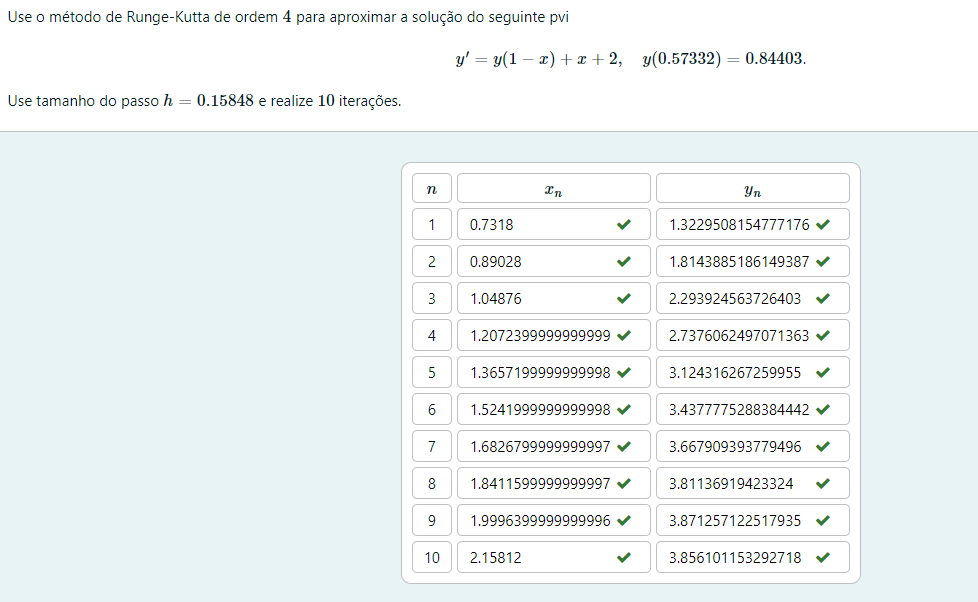 Use o método de Runge-Kutta de ordem 4 para aproximar a solução do seguinte pvi
y′ = y(1 − x) + x + 2, y(0.57332) = 0.84403.
Use tamanho do passo h = 0.15848 e realize 10 iterações.
n xₙ yₙ
1 0.7318 1.3229508154777176
2 0.89028 1.8143885186149387
3 1.04876 2.293924563726403
4 1.2072399999999999 2.7376062497071363
5 1.3657199999999998 3.124316267259955
6 1.5241999999999998 3.4377775288384442
7 1.6826799999999997 3.667909393779496
8 1.8411599999999997 3.81136919423324
9 1.9996399999999996 3.871257122517935
10 2.15812 3.856101153292718